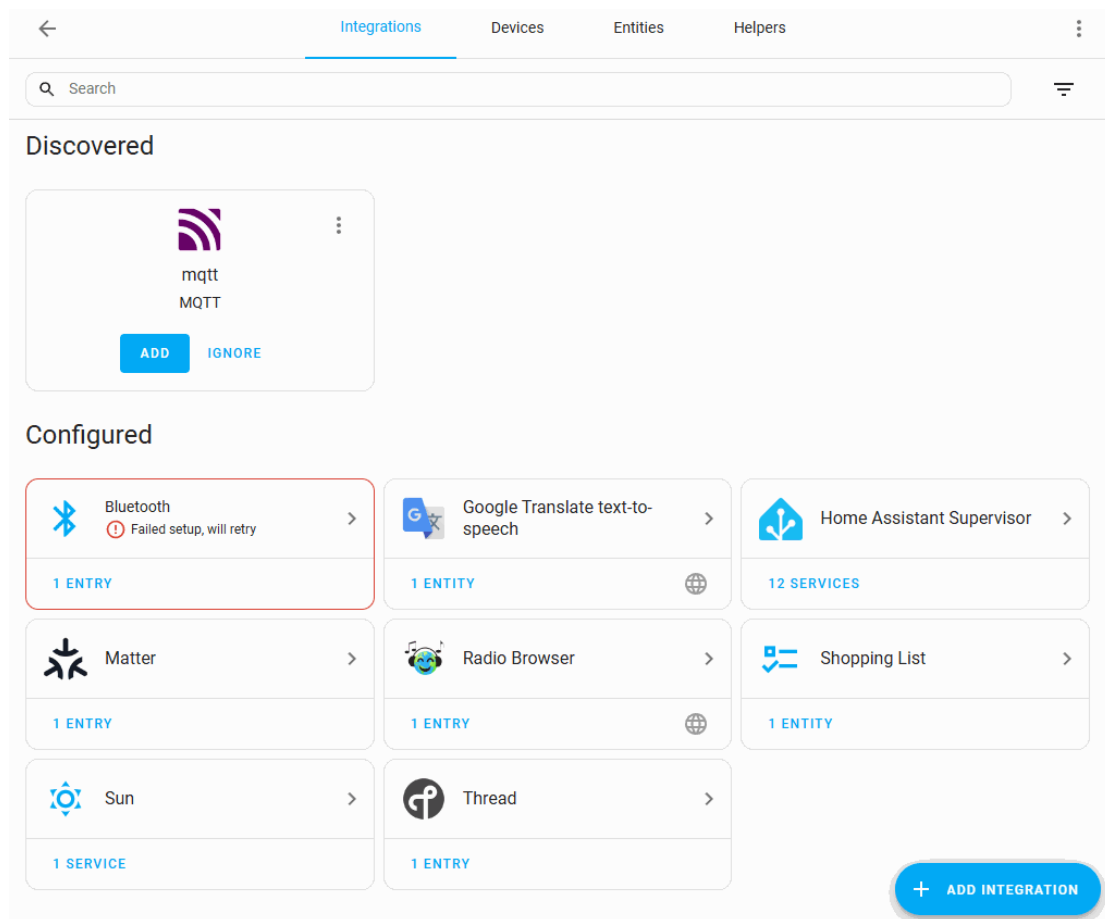 Integrations
Devices
Entities
Helpers
Search
Discovered
mqtt
MQTT
ADD
IGNORE
Configured
Bluetooth
Failed setup, will retry
1 ENTRY
Google Translate text-to-
speech
1 ENTITY
Home Assistant Supervisor
12 SERVICES
Matter
1 ENTRY
Radio Browser
1 ENTRY
Shopping List
1 ENTITY
Sun
1 SERVICE
Thread
1 ENTRY
ADD INTEGRATION